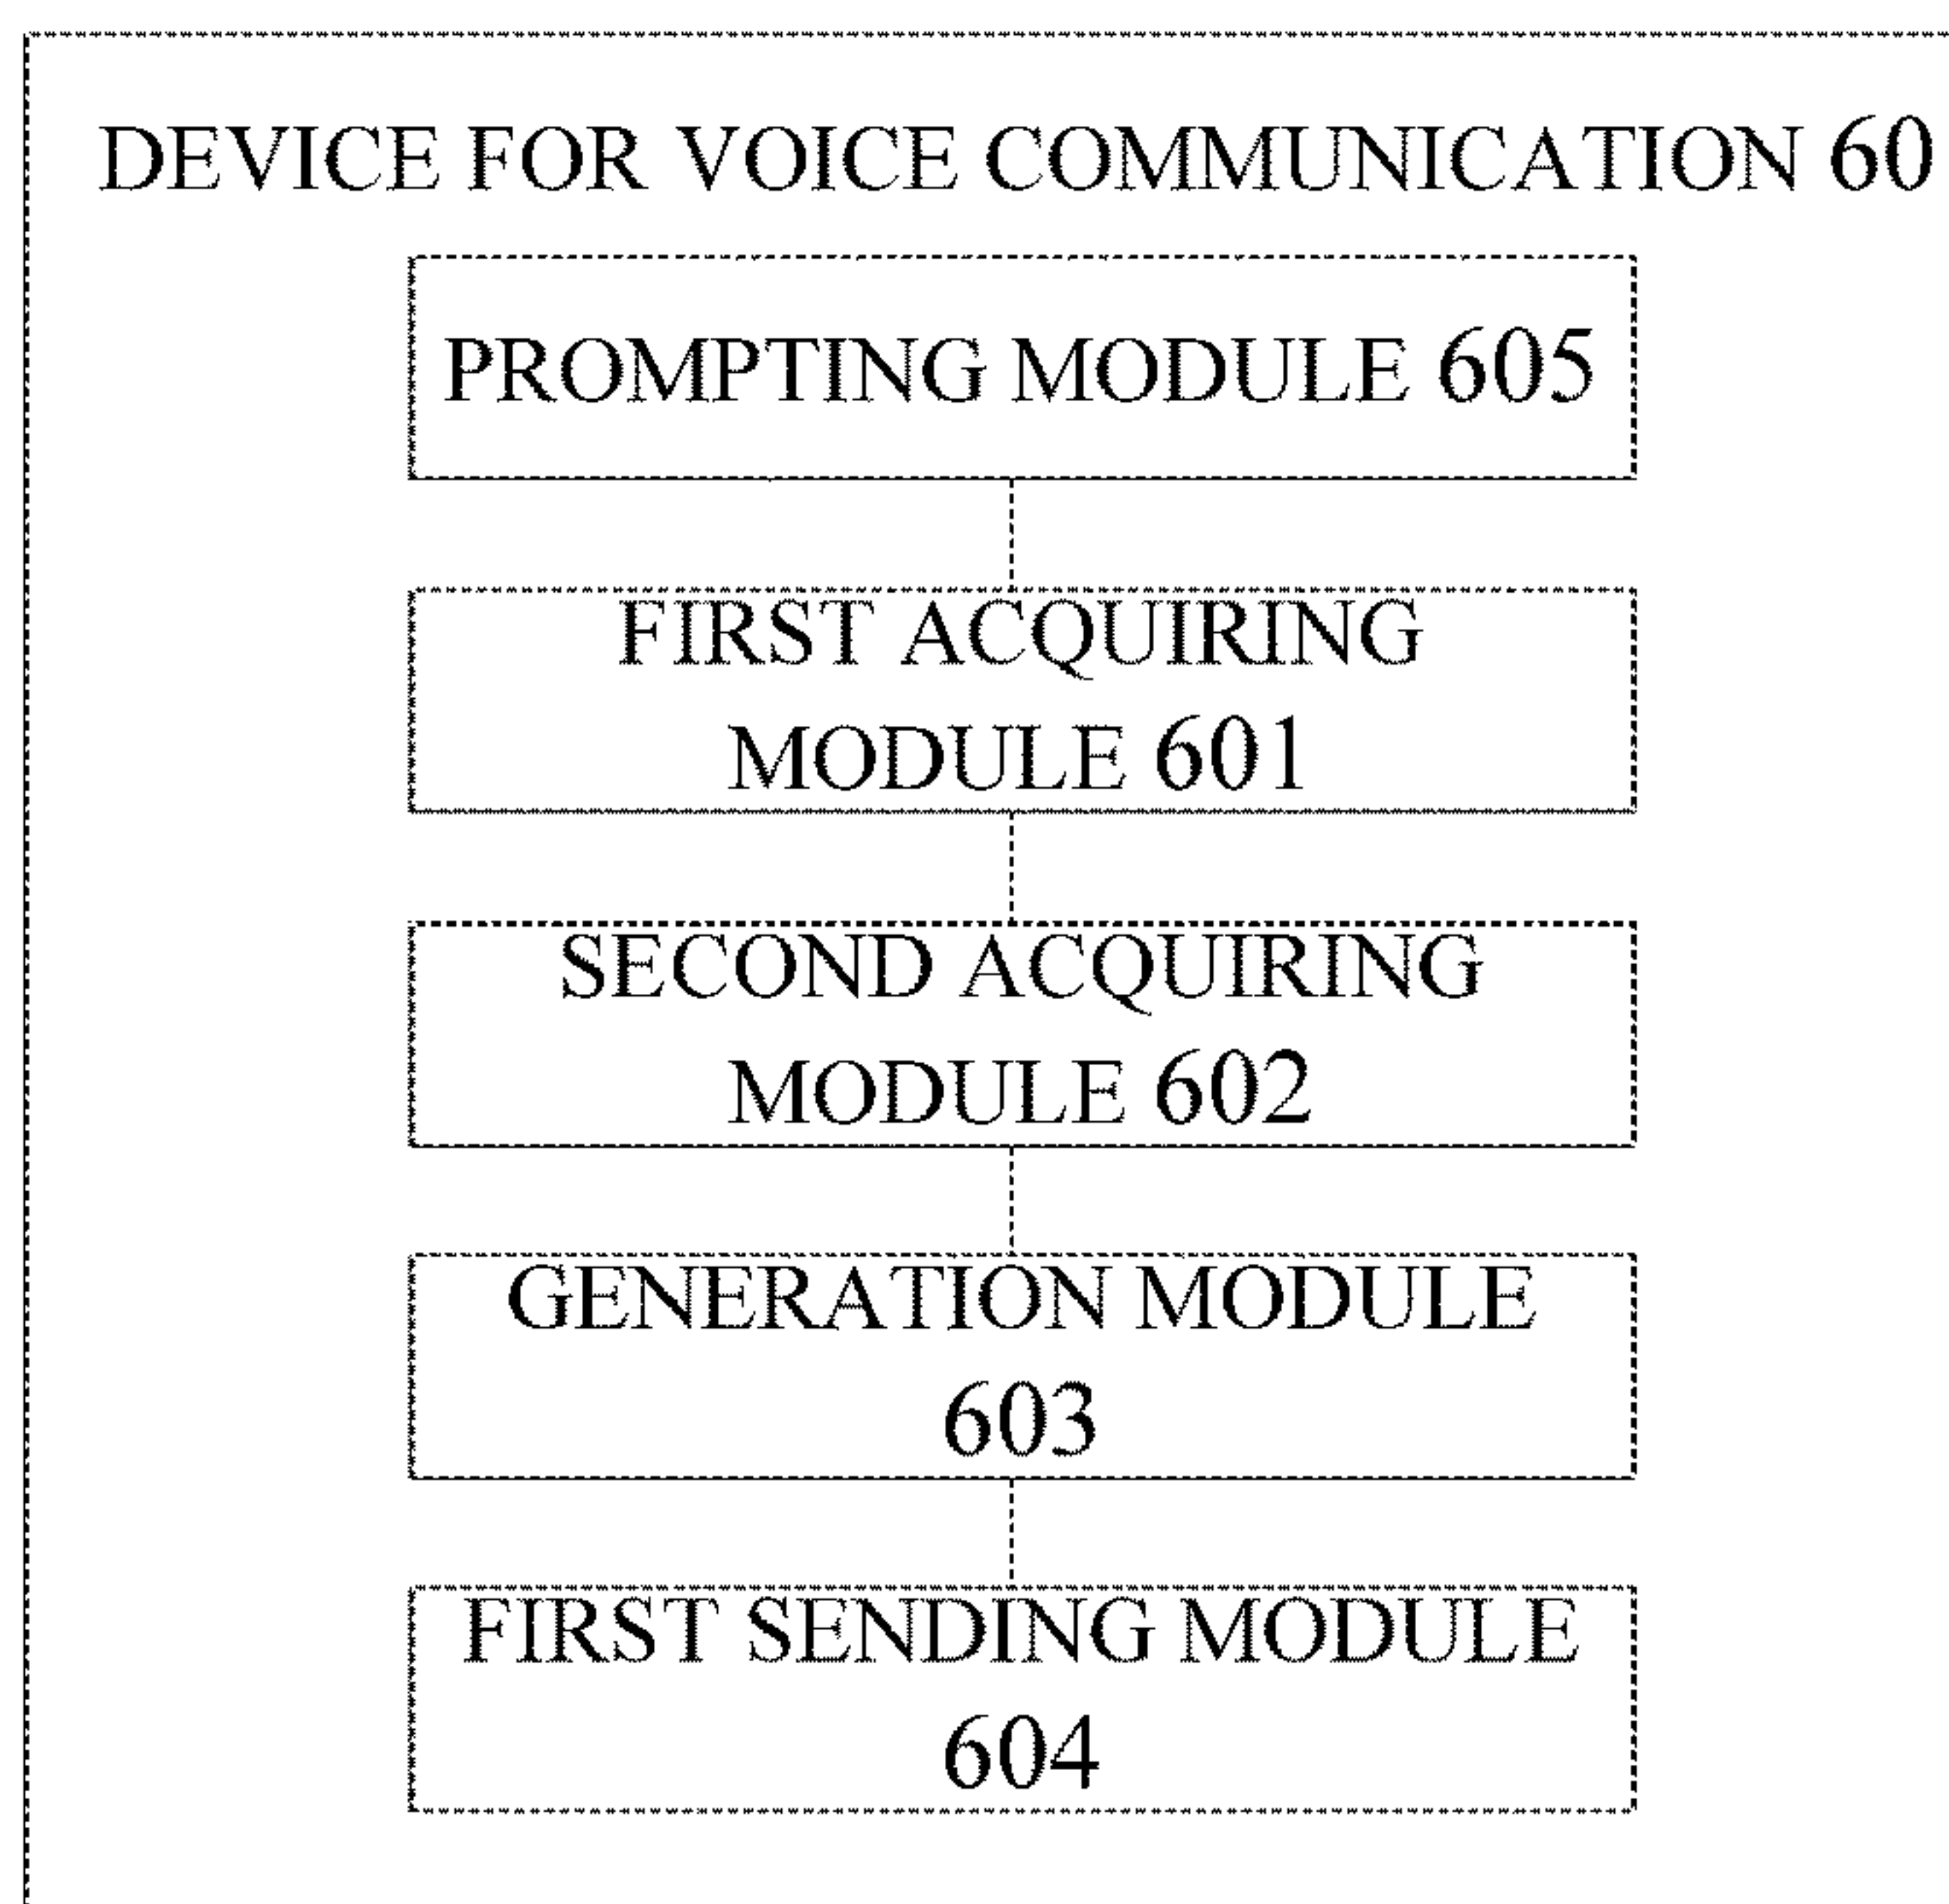 DEVICE FOR VOICE COMMUNICATION 60
PROMPTING MODULE 605
FIRST ACQUIRING
MODULE 601
SECOND ACQUIRING
MODULE 602
GENERATION MODULE
603
FIRST SENDING MODULE
604